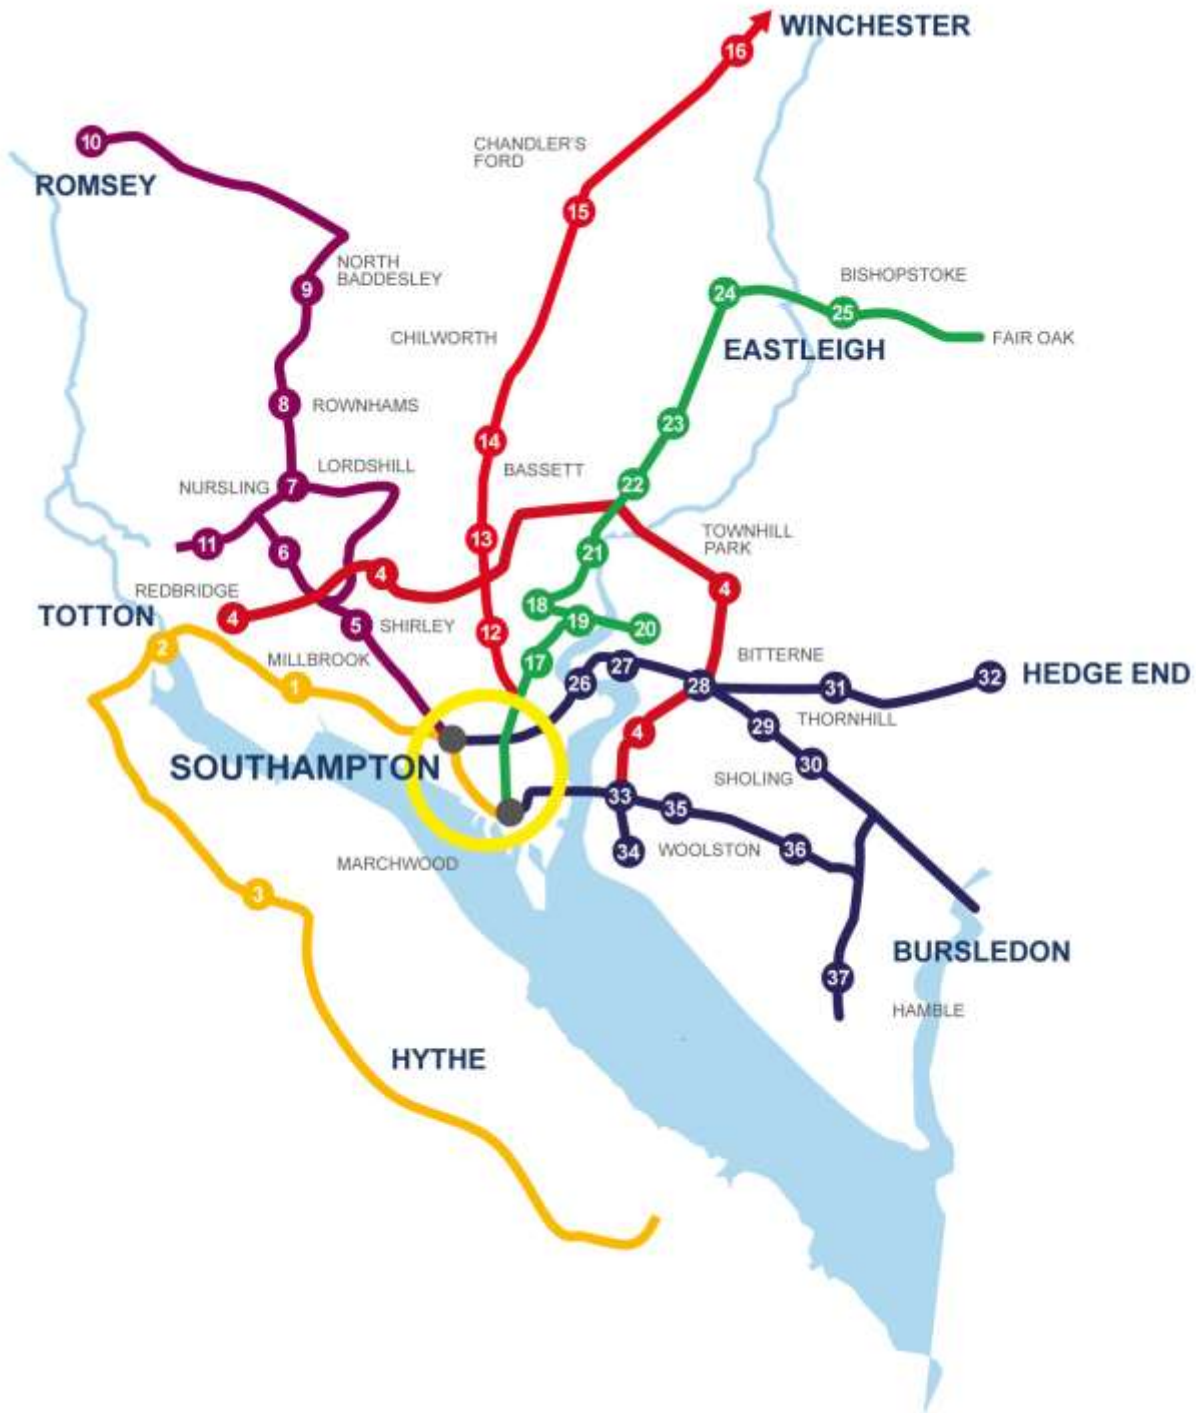 WINCHESTER
16
10
CHANDLER'S
FORD
ROMSEY
15
NORTH
BADDESLEY
9
BISHOPSTOKE
24
25
CHILWORTH
EASTLEIGH
FAIR OAK
8
ROWNHAMS
23
14
BASSETT
LORDSHILL
NURSLING
7
22
13
TOWNHILL
PARK
11
6
21
REDBRIDGE
4
4
TOTTON
4
18
5
SHIRLEY
12
19
20
2
MILLBROOK
17
27
BITTERNE
1
26
28
31
32
HEDGE END
THORNHILL
4
29
SOUTHAMPTON
30
SHOLING
33
35
MARCHWOOD
34
WOOLSTON
36
3
BURSLEDON
37
HAMBLE
HYTHE